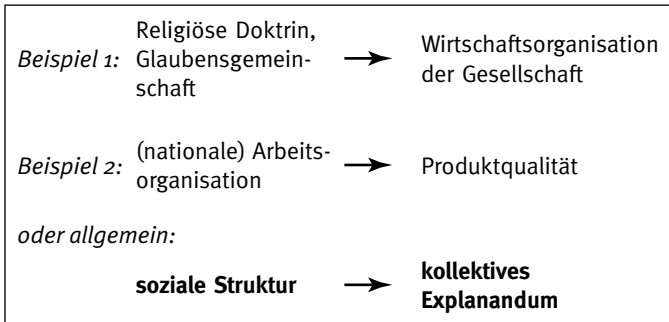 Religiöse Doktrin,
Beispiel 1: Glaubensgemein-
schaft
Wirtschaftsorganisation
der Gesellschaft
Beispiel 2: (nationale) Arbeits-
organisation
Produktqualität
oder allgemein:
soziale Struktur
kollektives
Explanandum